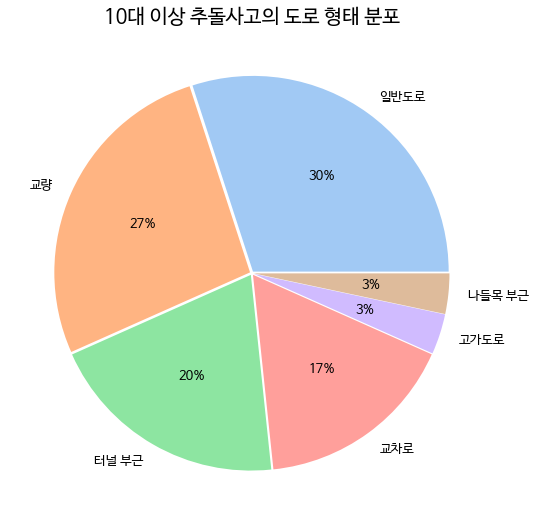 10대 이상 추돌사고의 도로 형태 분포
일반도로
30%
교량
27%
터널 부근
20%
교차로
17%
고가도로
3%
나들목 부근
3%